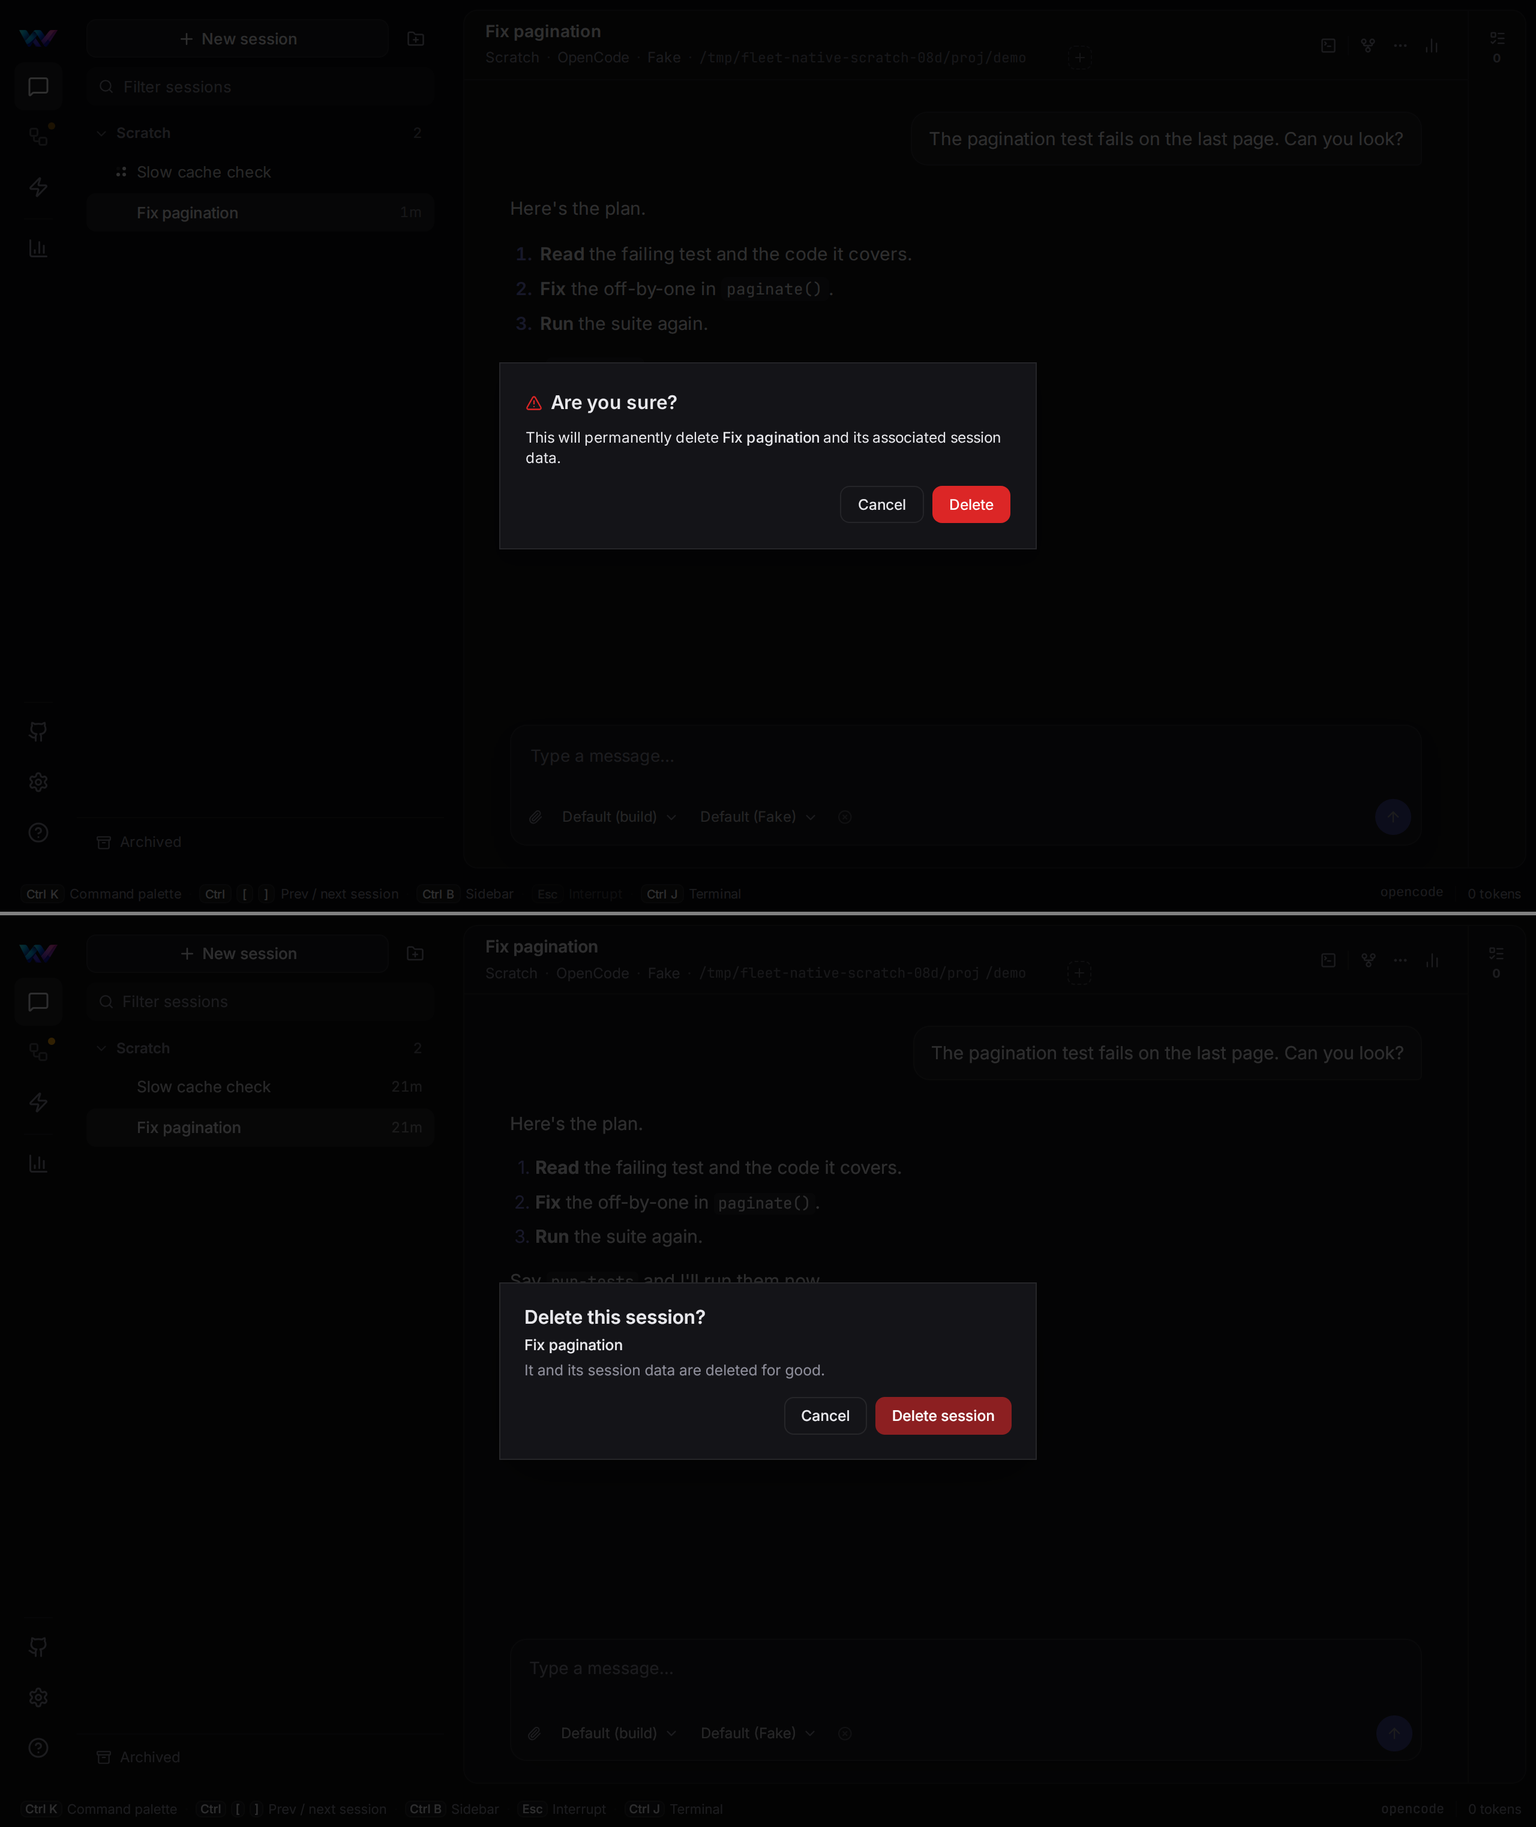 New session
Filter sessions
Scratch 2
Slow cache check
Fix pagination 1m
Archived
Fix pagination
Scratch · OpenCode · Fake · /tmp/fleet-native-scratch-08d/proj/demo
0
The pagination test fails on the last page. Can you look?
Here's the plan.
1. Read the failing test and the code it covers.
2. Fix the off-by-one in paginate() .
3. Run the suite again.
Are you sure?
This will permanently delete Fix pagination and its associated session
data.
Cancel Delete
Type a message...
Default (build) Default (Fake)
Ctrl K Command palette Ctrl [ ] Prev / next session Ctrl B Sidebar Esc Interrupt Ctrl J Terminal opencode 0 tokens
New session
Filter sessions
Scratch 2
Slow cache check 21m
Fix pagination 21m
Archived
Fix pagination
Scratch · OpenCode · Fake · /tmp/fleet-native-scratch-08d/proj /demo
0
The pagination test fails on the last page. Can you look?
Here's the plan.
1. Read the failing test and the code it covers.
2. Fix the off-by-one in paginate() .
3. Run the suite again.
Say run-tests and I'll run them now.
Delete this session?
Fix pagination
It and its session data are deleted for good.
Cancel Delete session
Type a message...
Default (build) Default (Fake)
Ctrl K Command palette Ctrl [ ] Prev / next session Ctrl B Sidebar Esc Interrupt Ctrl J Terminal opencode 0 tokens